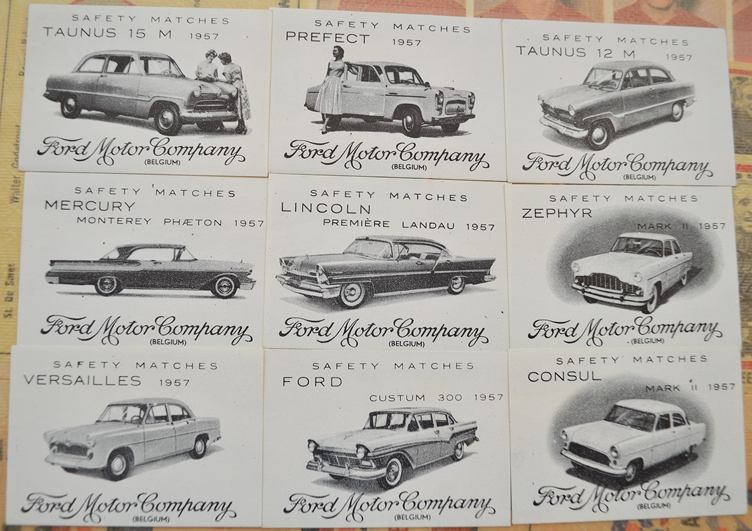 SAFETY MATCHES
TAUNUS 15 M 1957
Ford Motor Company
(BELGIUM)
SAFETY MATCHES
PREFECT 1957
Ford Motor Company
(BELGIUM)
SAFETY MATCHES
TAUNUS 12 M 1957
Ford Motor Company
(BELGIUM)
SAFETY MATCHES
MERCURY
MONTEREY PHÆTON 1957
Ford Motor Company
(BELGIUM)
SAFETY MATCHES
LINCOLN
PREMIÈRE LANDAU 1957
Ford Motor Company
(BELGIUM)
SAFETY MATCHES
ZEPHYR
MARK II 1957
Ford Motor Company
(BELGIUM)
SAFETY MATCHES
VERSAILLES 1957
Ford Motor Company
(BELGIUM)
SAFETY MATCHES
FORD
CUSTUM 300 1957
Ford Motor Company
(BELGIUM)
SAFETY MATCHES
CONSUL
MARK II 1957
Ford Motor Company
(BELGIUM)
St. De Smet